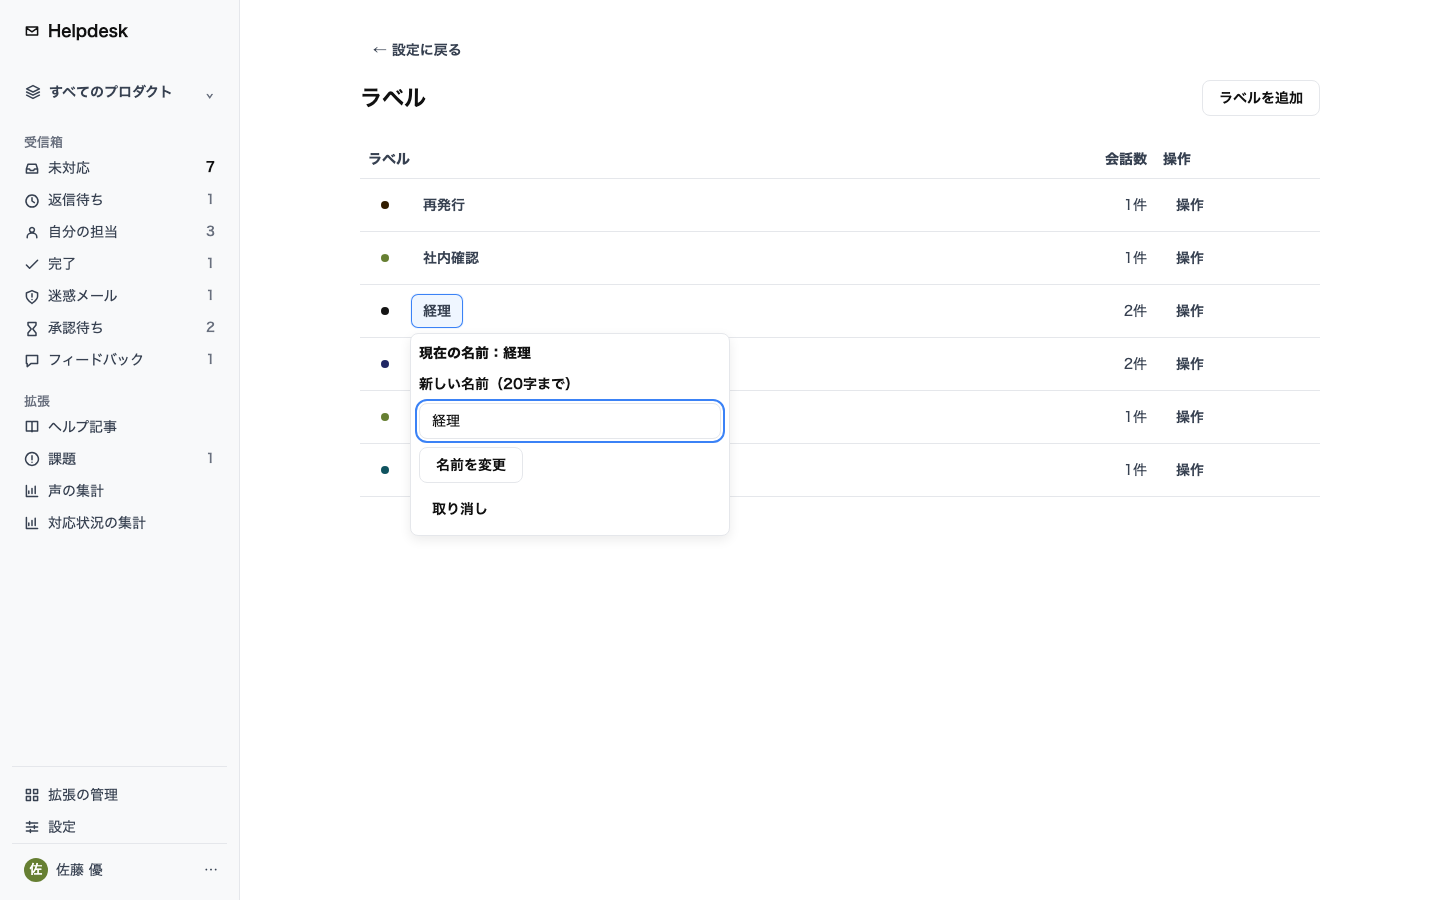 Helpdesk
すべてのプロダクト
受信箱
未対応 7
返信待ち 1
自分の担当 3
完了 1
迷惑メール 1
承認待ち 2
フィードバック 1
拡張
ヘルプ記事
課題 1
声の集計
対応状況の集計
拡張の管理
設定
佐 佐藤 優 …
← 設定に戻る
ラベル
ラベルを追加
ラベル 会話数 操作
再発行 1件 操作
社内確認 1件 操作
経理 2件 操作
2件 操作
1件 操作
1件 操作
現在の名前：経理
新しい名前（20字まで）
経理
名前を変更
取り消し